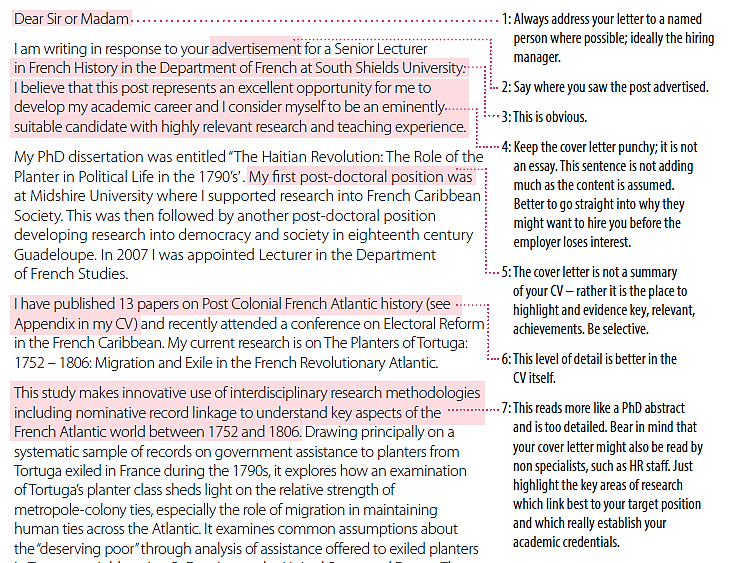 Dear Sir or Madam
I am writing in response to your advertisement for a Senior Lecturer
in French History in the Department of French at South Shields University:
I believe that this post represents an excellent opportunity for me to
develop my academic career and I consider myself to be an eminently
suitable candidate with highly relevant research and teaching experience.
My PhD dissertation was entitled “The Haitian Revolution: The Role of the
Planter in Political Life in the 1790’s’. My first post-doctoral position was
at Midshire University where I supported research into French Caribbean
Society. This was then followed by another post-doctoral position
developing research into democracy and society in eighteenth century
Guadeloupe. In 2007 I was appointed Lecturer in the Department
of French Studies.
I have published 13 papers on Post Colonial French Atlantic history (see
Appendix in my CV) and recently attended a conference on Electoral Reform
in the French Caribbean. My current research is on The Planters of Tortuga:
1752 – 1806: Migration and Exile in the French Revolutionary Atlantic.
This study makes innovative use of interdisciplinary research methodologies
including nominative record linkage to understand key aspects of the
French Atlantic world between 1752 and 1806. Drawing principally on a
systematic sample of records on government assistance to planters from
Tortuga exiled in France during the 1790s, it explores how an examination
of Tortuga’s planter class sheds light on the relative strength of
metropole-colony ties, especially the role of migration in maintaining
human ties across the Atlantic. It examines common assumptions about
the “deserving poor” through analysis of assistance offered to exiled planters
1: Always address your letter to a named
person where possible; ideally the hiring
manager.
2: Say where you saw the post advertised.
3: This is obvious.
4: Keep the cover letter punchy; it is not
an essay. This sentence is not adding
much as the content is assumed.
Better to go straight into why they
might want to hire you before the
employer loses interest.
5: The cover letter is not a summary
of your CV – rather it is the place to
highlight and evidence key, relevant,
achievements. Be selective.
6: This level of detail is better in the
CV itself.
7: This reads more like a PhD abstract
and is too detailed. Bear in mind that
your cover letter might also be read by
non specialists, such as HR staff. Just
highlight the key areas of research
which link best to your target position
and which really establish your
academic credentials.